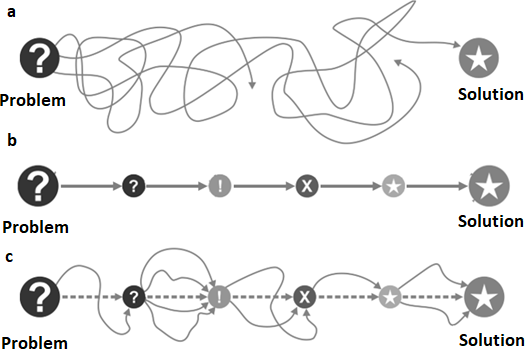 a
?
Problem
Solution
b
? ? ! X
Problem
Solution
c
? ? ! X
Problem
Solution